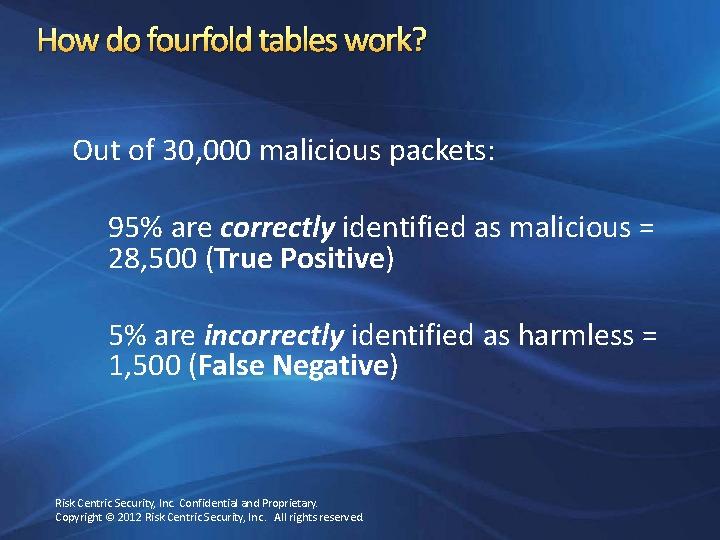 How do fourfold tables work?
Out of 30,000 malicious packets:
95% are correctly identified as malicious =
28,500 (True Positive)
5% are incorrectly identified as harmless =
1,500 (False Negative)
Risk Centric Security, Inc. Confidential and Proprietary.
Copyright © 2012 Risk Centric Security, Inc. All rights reserved.